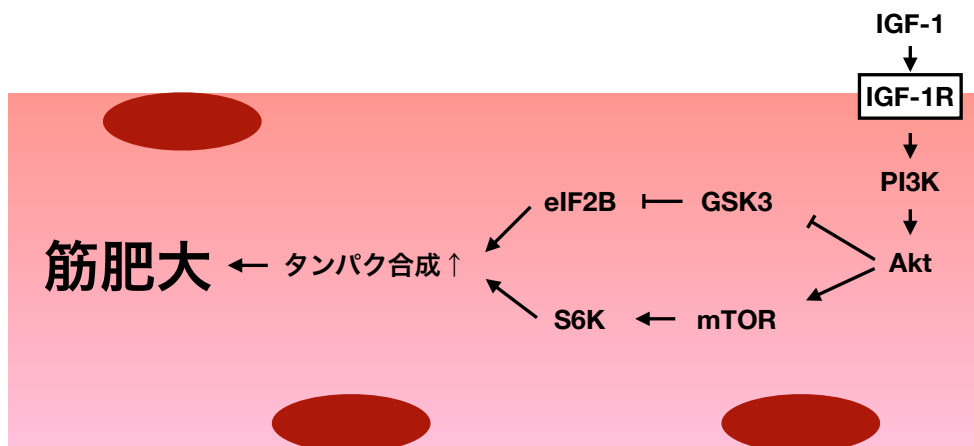 IGF-1
IGF-1R
PI3K
eIF2B
GSK3
筋肥大
タンパク合成↑
Akt
S6K
mTOR